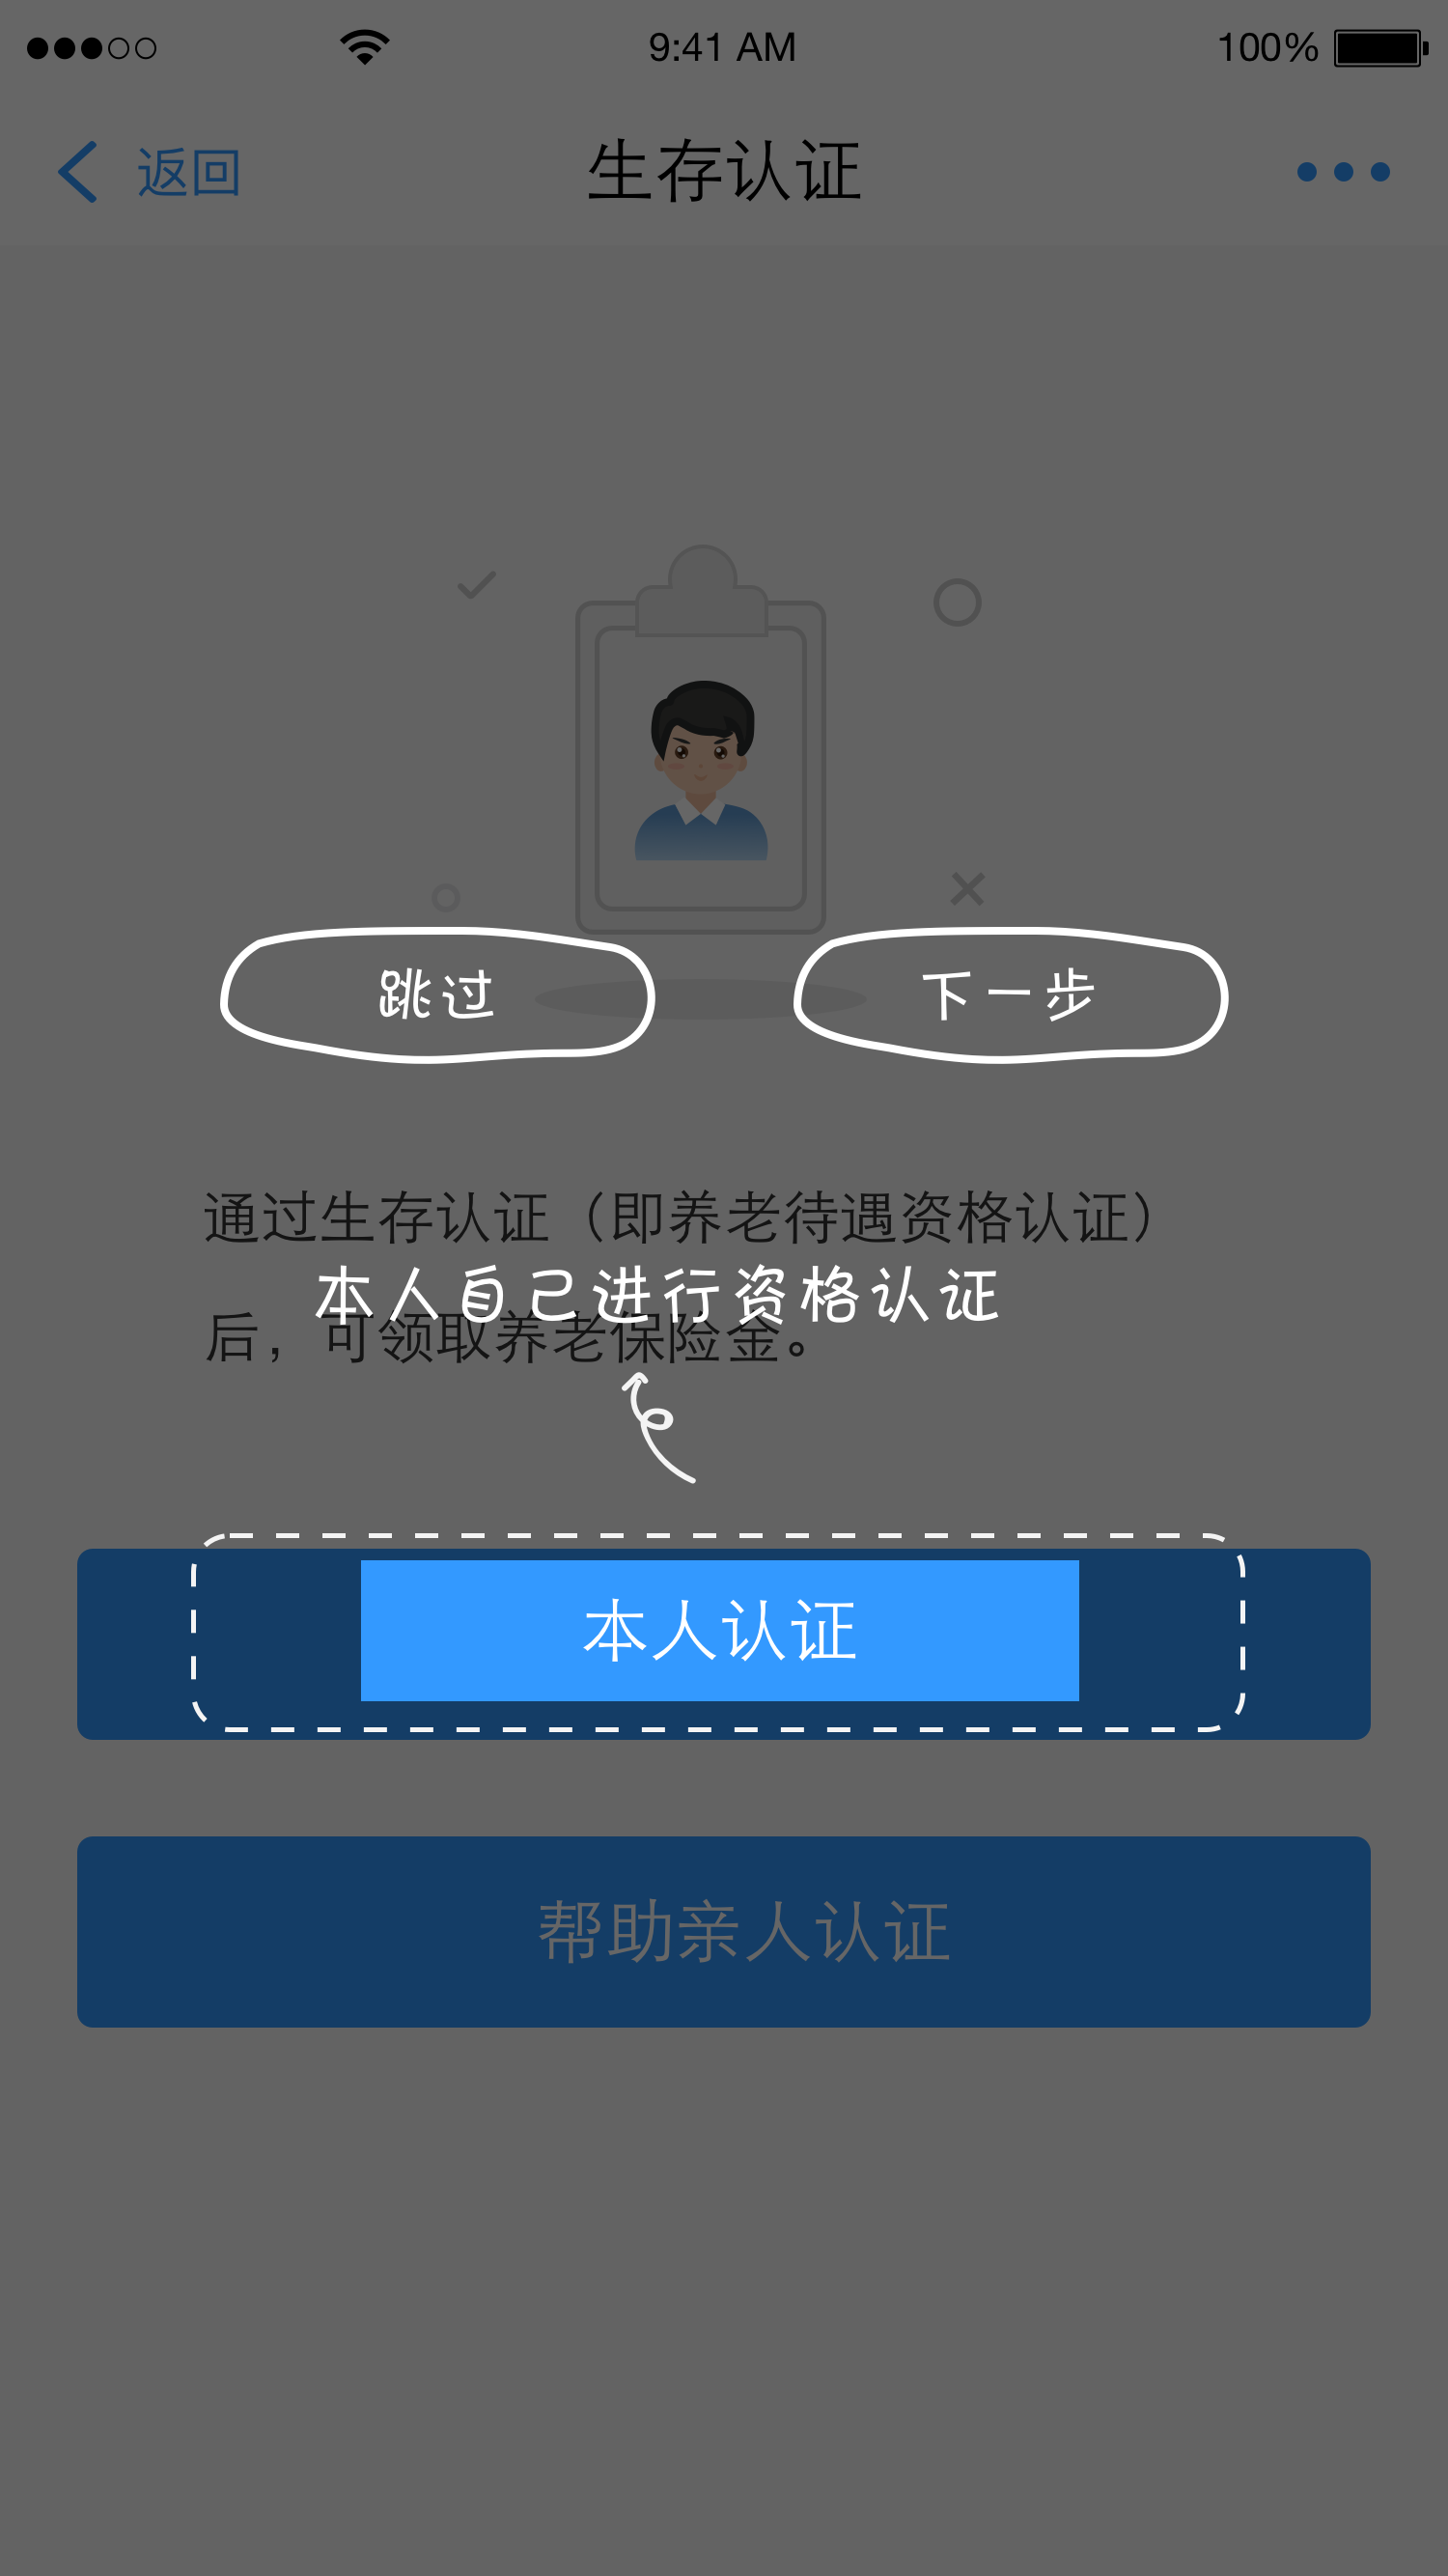 9:41 AM 100%
返回 生存认证
跳过 下一步
通过生存认证（即养老待遇资格认证）
本人自己进行资格认证
后，可领取养老保险金。
本人认证
帮助亲人认证